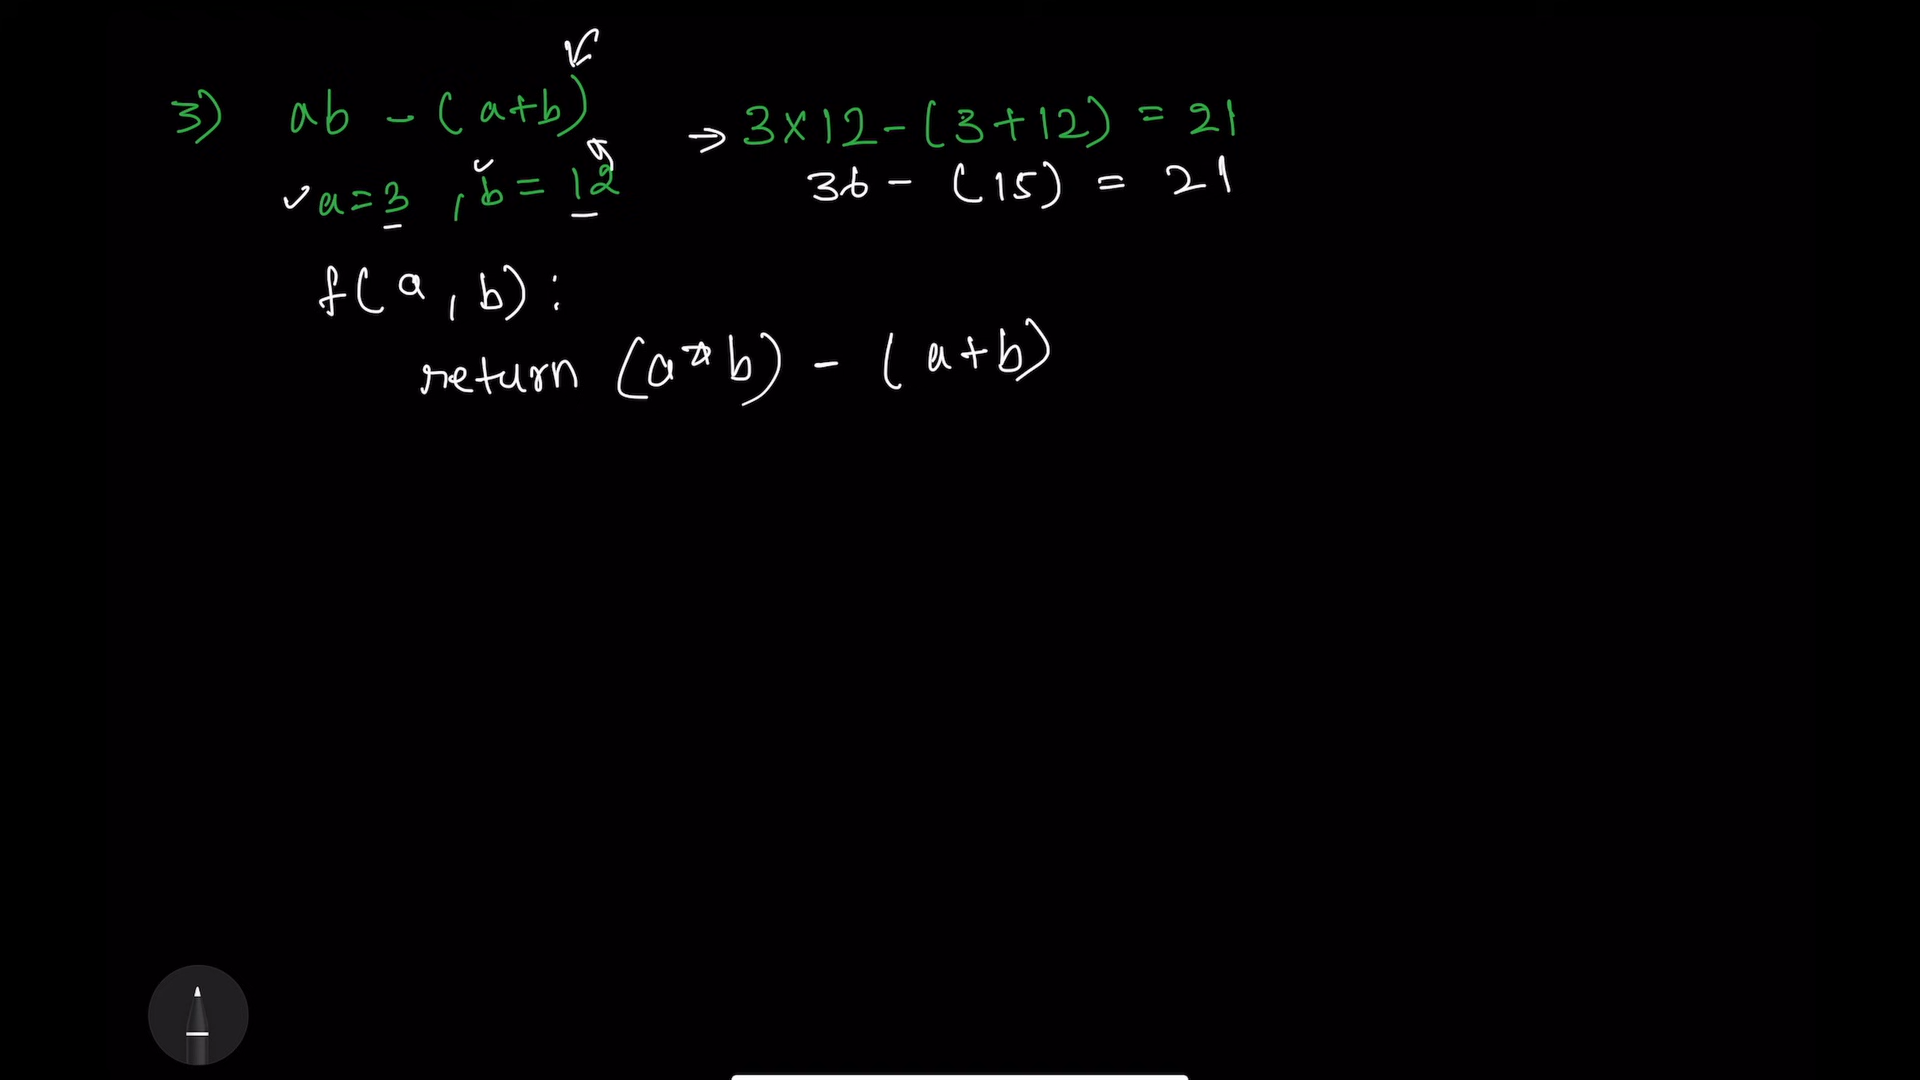 3) ab - (a+b)
→ 3×12-(3+12) = 21
a=3 , b = 12
36 - (15) = 21
f(a, b):
return (a*b) - (a+b)